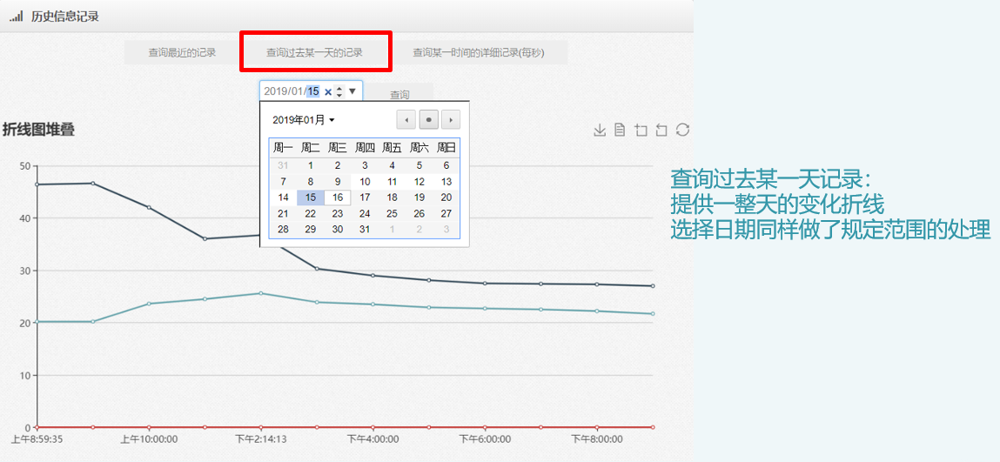 历史信息记录
查询最近的记录 查询过去某一天的记录 查询某一时间的详细记录(每秒)
2019/01/15 查询
2019年01月
折线图堆叠
周一 周二 周三 周四 周五 周六 周日
31 1 2 3 4 5 6
7 8 9 10 11 12 13
14 15 16 17 18 19 20
21 22 23 24 25 26 27
28 29 30 31 1 2 3
查询过去某一天记录：
提供一整天的变化折线
选择日期同样做了规定范围的处理
50
40
30
20
10
0
上午8:59:35 上午10:00:00 下午2:14:13 下午4:00:00 下午6:00:00 下午8:00:00